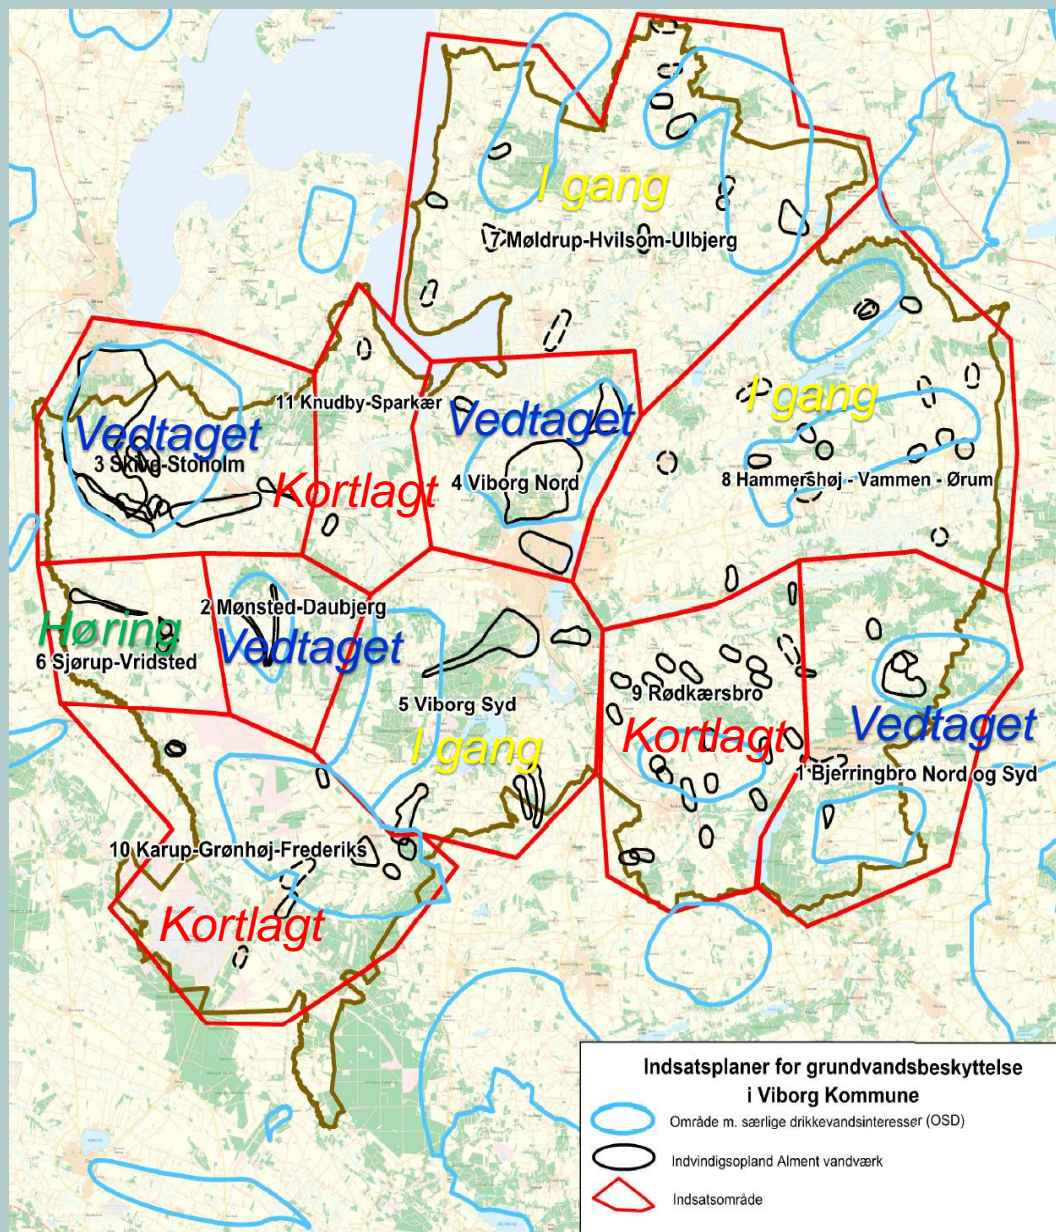 I gang
7 Møldrup-Hvilsom-Ulbjerg
11 Knudby-Sparkær
I gang
Vedtaget
3 Skive-Stoholm
Vedtaget
Kortlagt
4 Viborg Nord
8 Hammershøj - Vammen - Ørum
2 Mønsted-Daubjerg
Høring
6 Sjørup-Vridsted
Vedtaget
5 Viborg Syd
I gang
9 Rødkærsbro
Kortlagt
Vedtaget
1 Bjerringbro Nord og Syd
10 Karup-Grønhøj-Frederiks
Kortlagt
Indsatsplaner for grundvandsbeskyttelse
i Viborg Kommune
Område m. særlige drikkevandsinteresser (OSD)
Indvindigsopland Alment vandværk
Indsatsområde